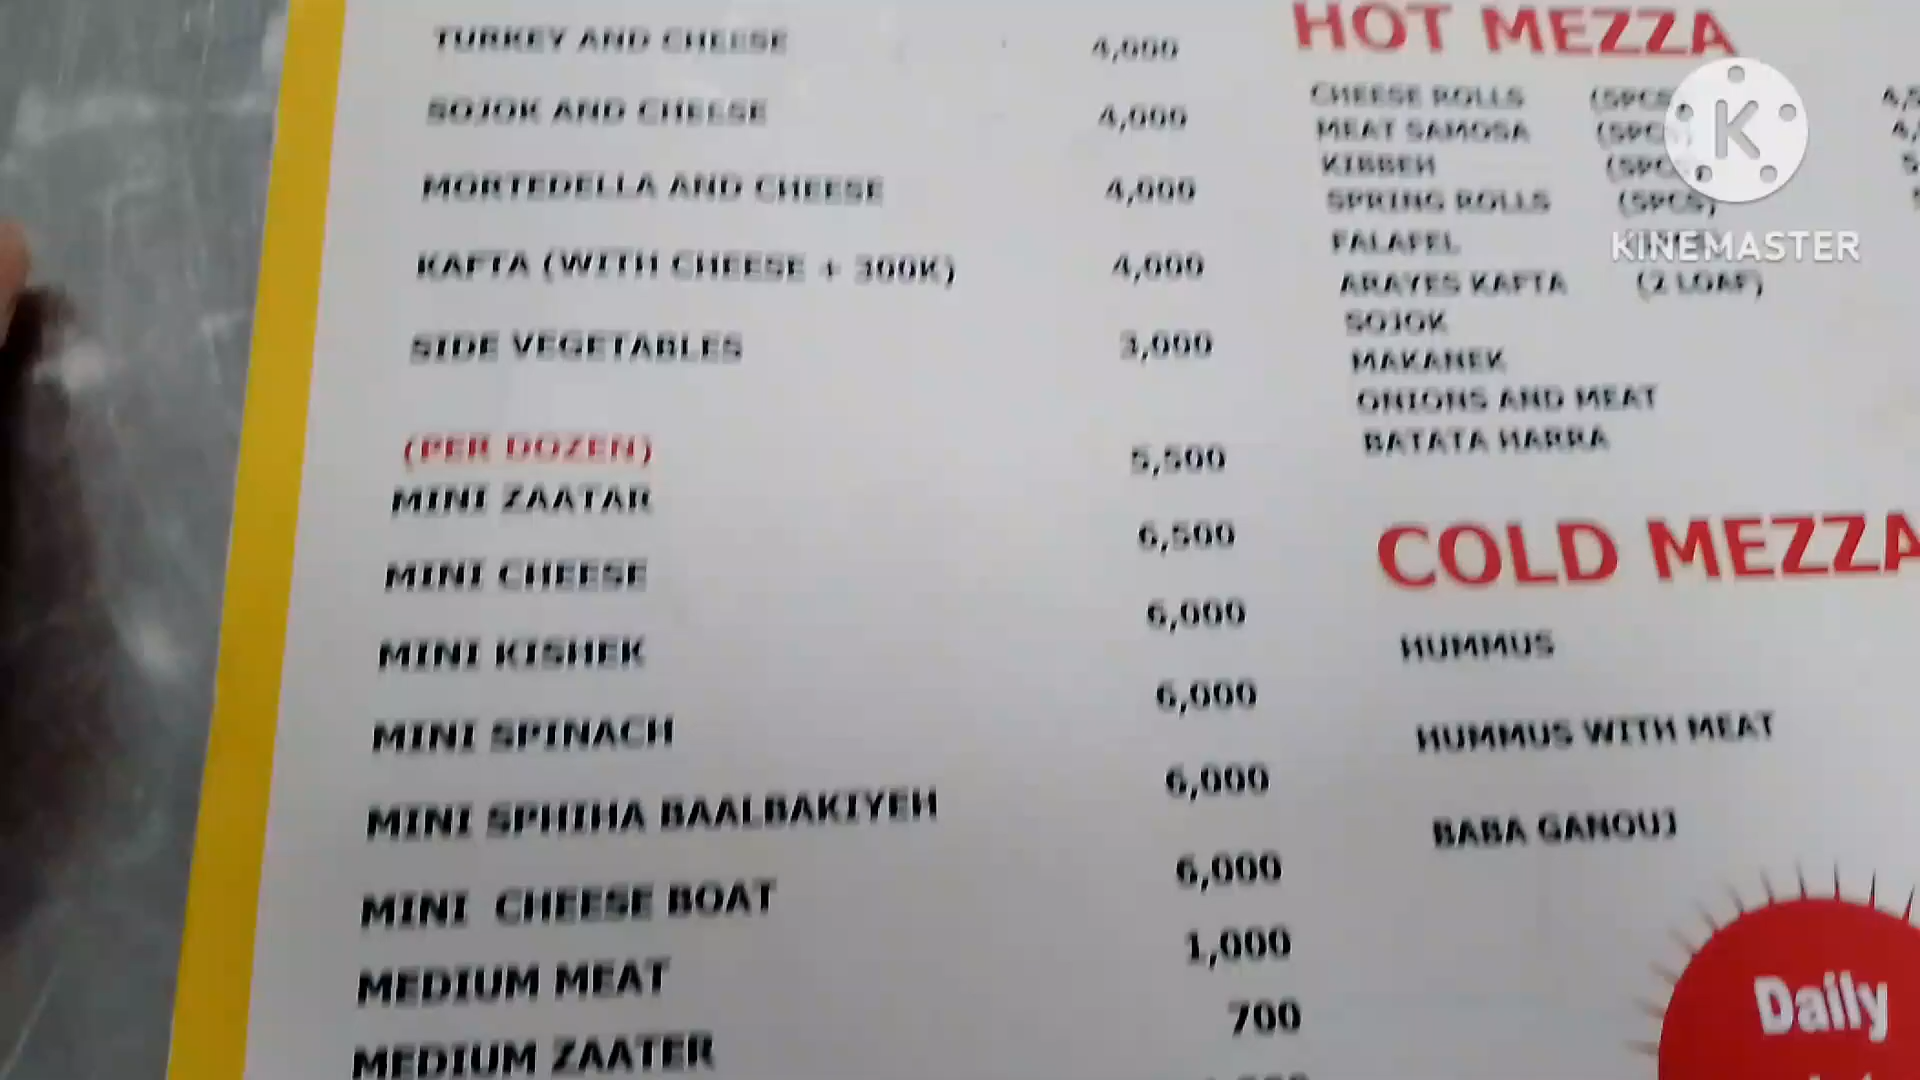 TURKEY AND CHEESE 4,000
SOJOK AND CHEESE 4,000
MORTEDELLA AND CHEESE 4,000
KAFTA (WITH CHEESE + 300K) 4,000
SIDE VEGETABLES 3,000
(PER DOZEN)
MINI ZAATAR 5,500
MINI CHEESE 6,500
MINI KISHEK 6,000
MINI SPINACH 6,000
MINI SPHIHA BAALBAKIYEH 6,000
MINI CHEESE BOAT 6,000
MEDIUM MEAT 1,000
MEDIUM ZAATER 700
HOT MEZZA
CHEESE ROLLS (5PCS
MEAT SAMOSA (5PCS
KIBBEH (5PCS
SPRING ROLLS (5PCS)
FALAFEL
ARAYES KAFTA (2 LOAF)
SOJOK
MAKANEK
ONIONS AND MEAT
BATATA HARRA
COLD MEZZA
HUMMUS
HUMMUS WITH MEAT
BABA GANOUJ
Daily
K
KINEMASTER